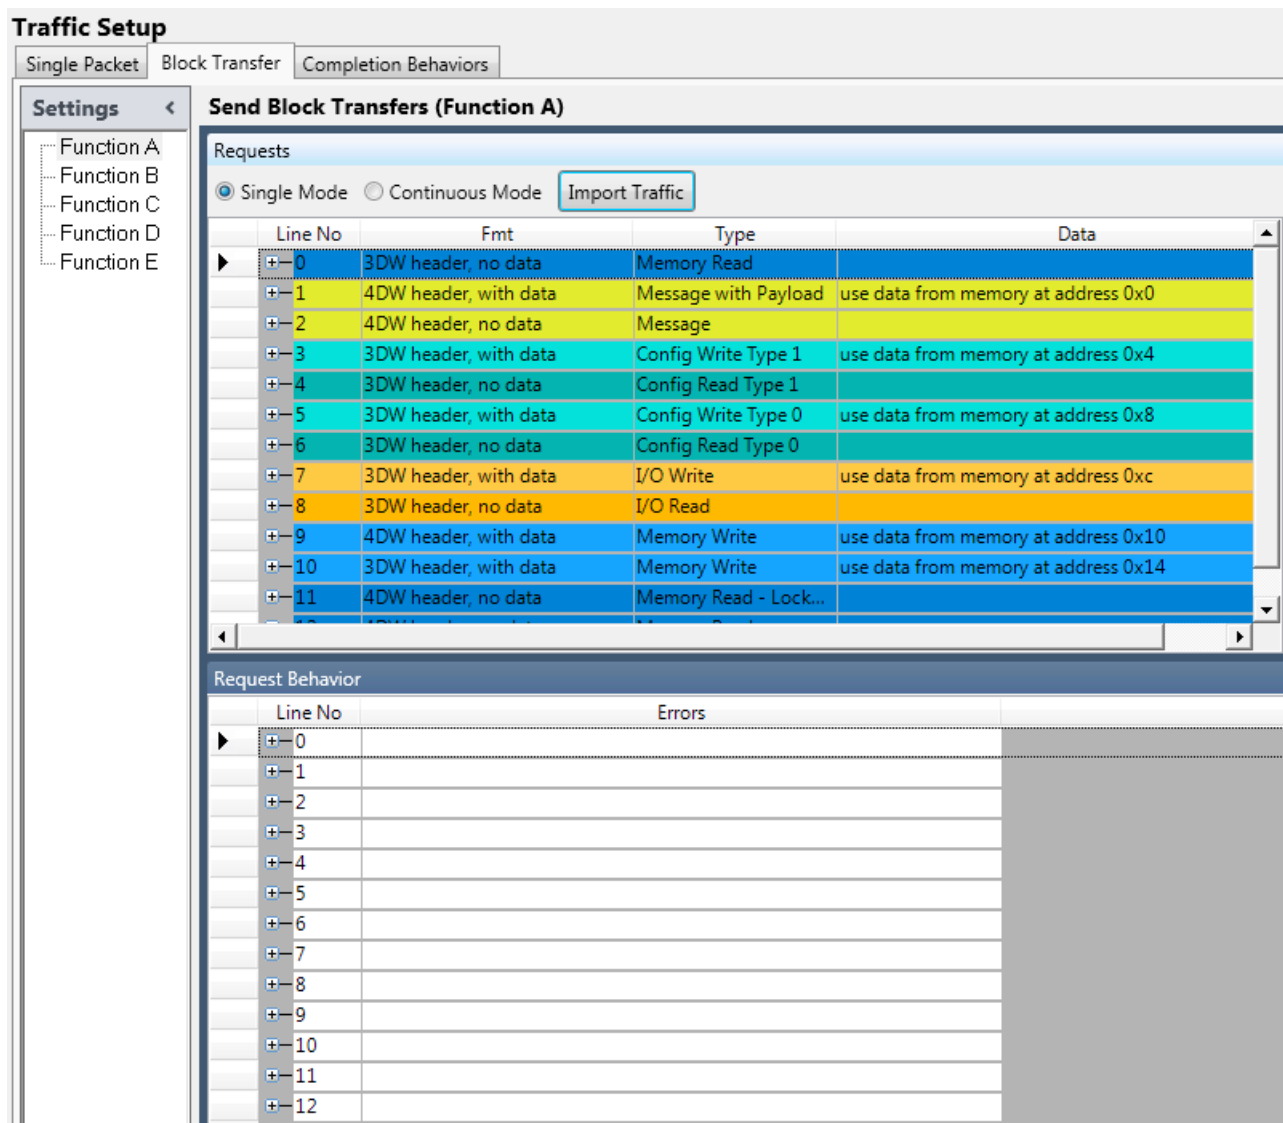 Traffic Setup
Single Packet Block Transfer Completion Behaviors
Settings <
Function A
Function B
Function C
Function D
Function E
Send Block Transfers (Function A)
Requests
Single Mode Continuous Mode Import Traffic
Line No Fmt Type Data
0 3DW header, no data Memory Read
1 4DW header, with data Message with Payload use data from memory at address 0x0
2 4DW header, no data Message
3 3DW header, with data Config Write Type 1 use data from memory at address 0x4
4 3DW header, no data Config Read Type 1
5 3DW header, with data Config Write Type 0 use data from memory at address 0x8
6 3DW header, no data Config Read Type 0
7 3DW header, with data I/O Write use data from memory at address 0xc
8 3DW header, no data I/O Read
9 4DW header, with data Memory Write use data from memory at address 0x10
10 3DW header, with data Memory Write use data from memory at address 0x14
11 4DW header, no data Memory Read - Lock...
Request Behavior
Line No Errors
0
1
2
3
4
5
6
7
8
9
10
11
12